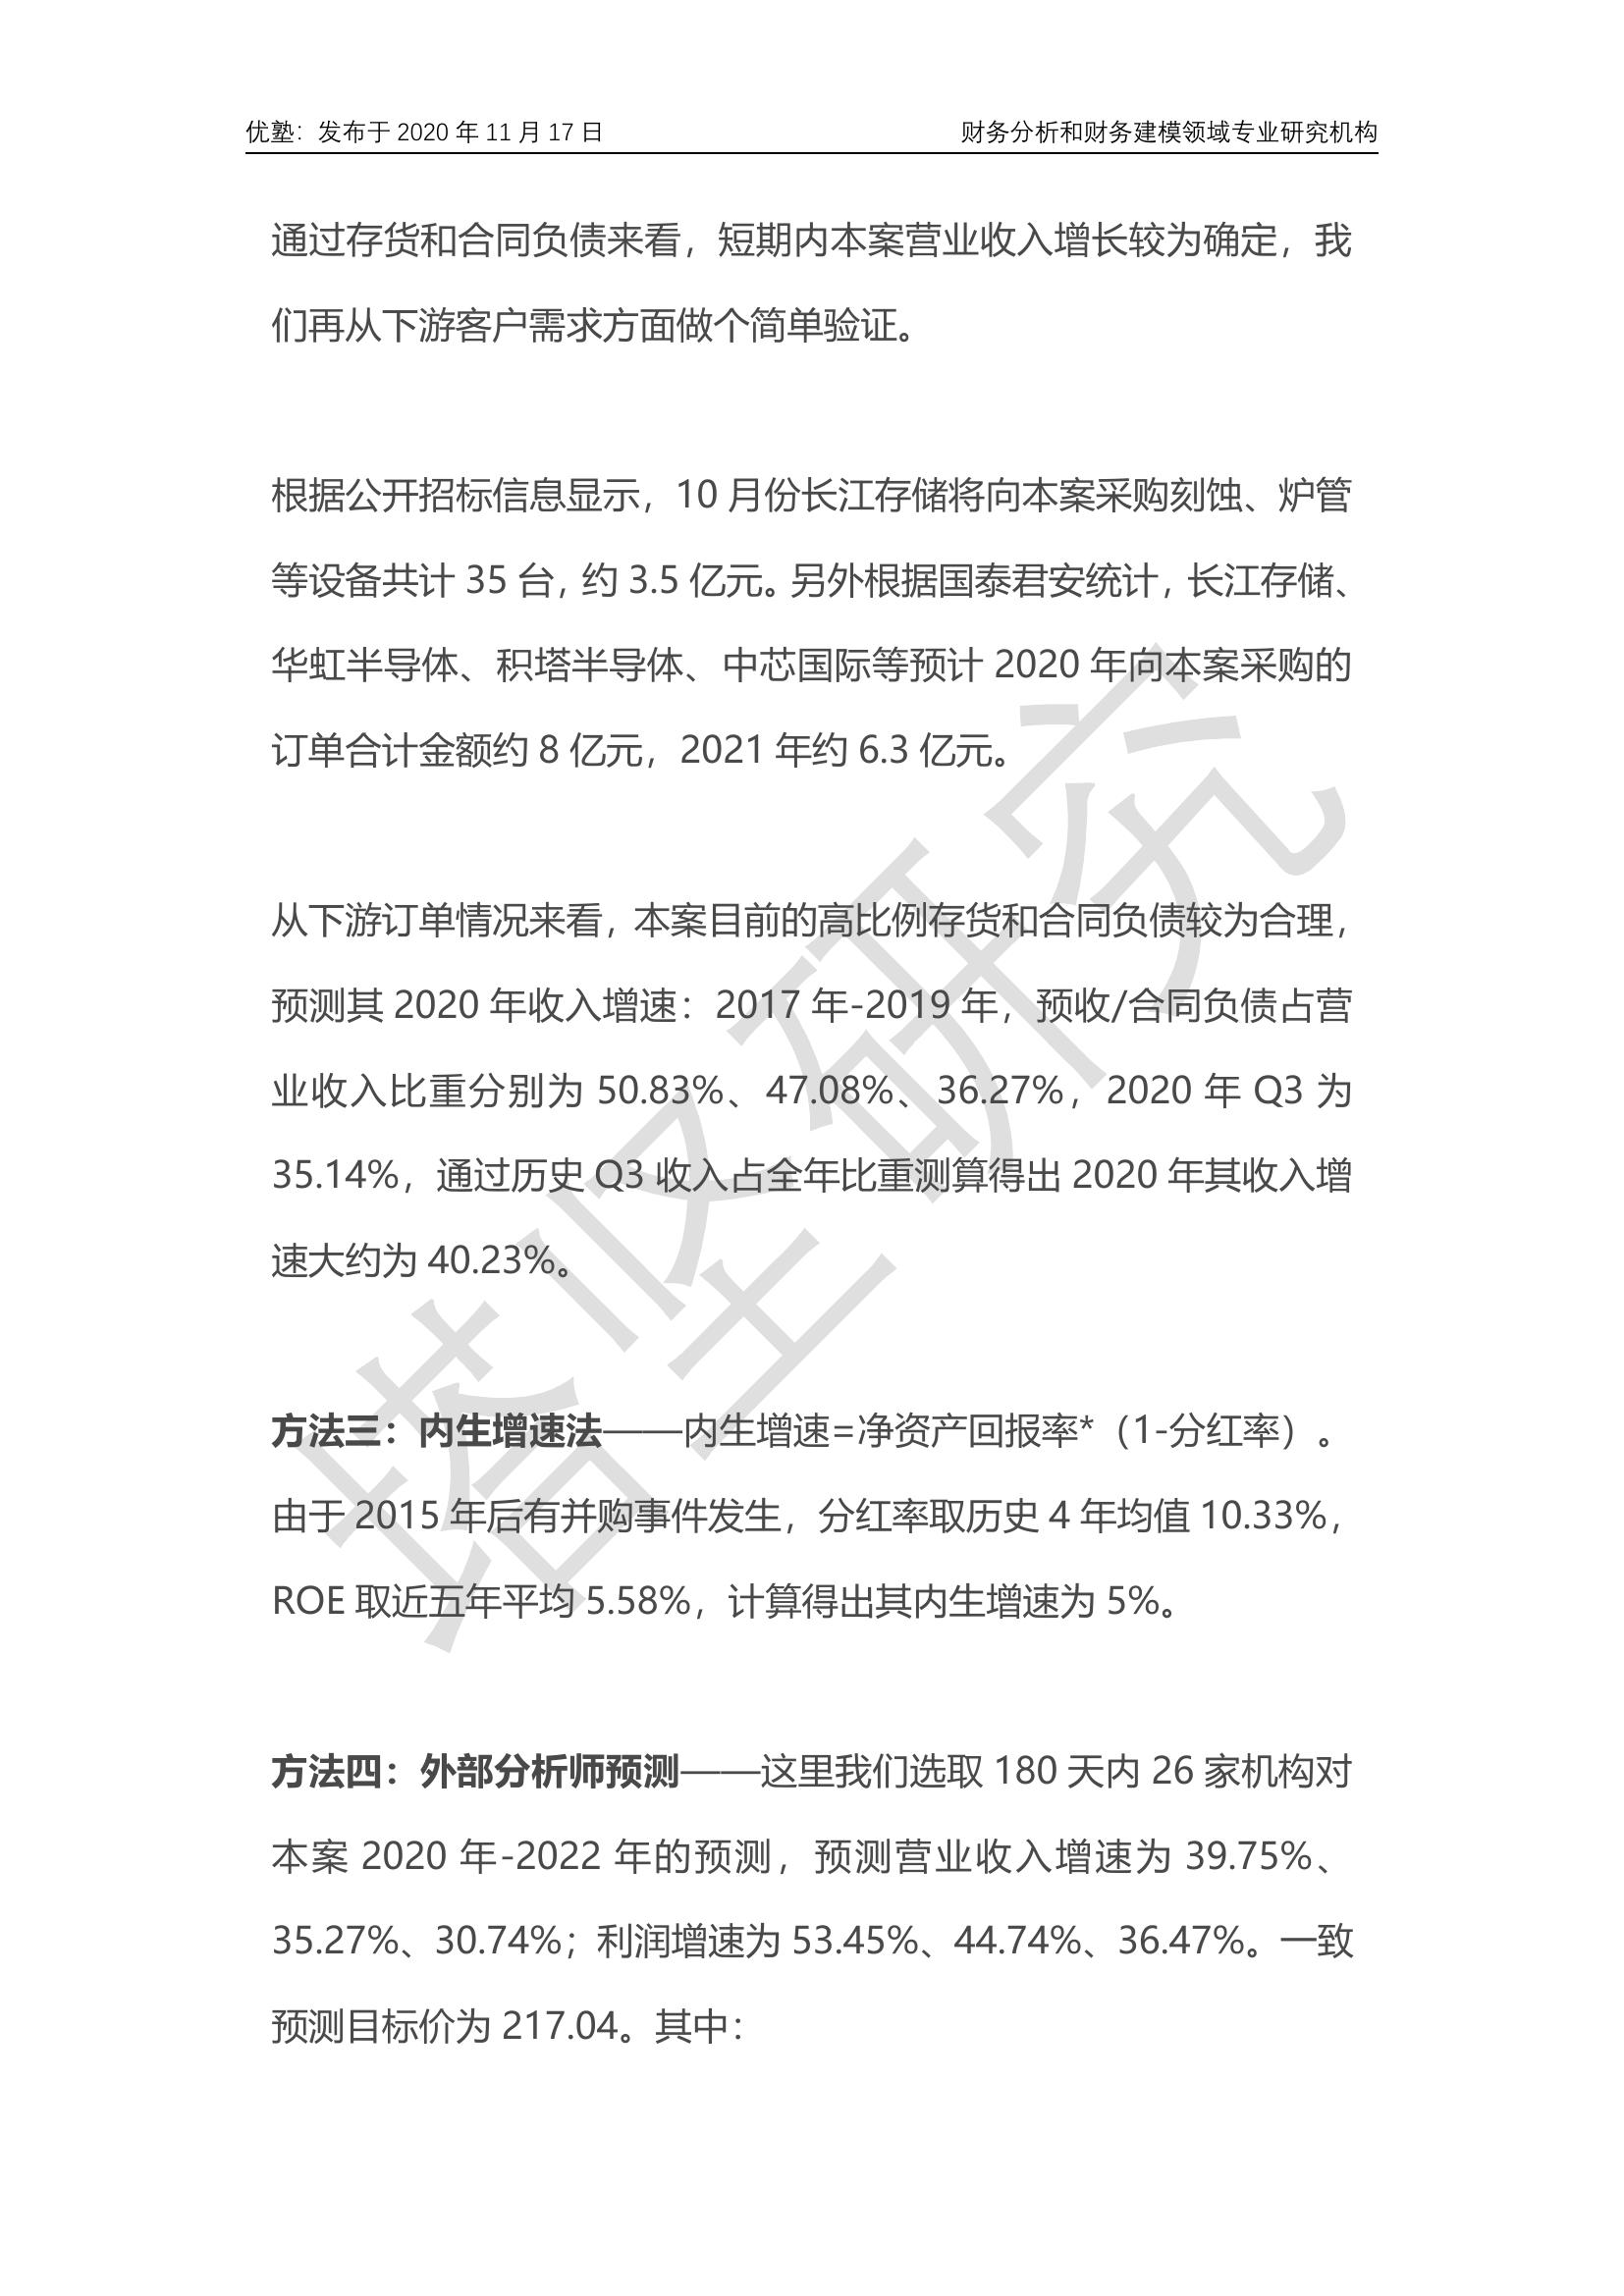 优塾：发布于 2020 年 11 月 17 日
财务分析和财务建模领域专业研究机构
通过存货和合同负债来看，短期内本案营业收入增长较为确定，我
们再从下游客户需求方面做个简单验证。
根据公开招标信息显示，10 月份长江存储将向本案采购刻蚀、炉管
等设备共计 35 台，约 3.5 亿元。另外根据国泰君安统计，长江存储、
华虹半导体、积塔半导体、中芯国际等预计 2020 年向本案采购的
订单合计金额约 8 亿元，2021 年约 6.3 亿元。
从下游订单情况来看，本案目前的高比例存货和合同负债较为合理，
预测其 2020 年收入增速：2017 年-2019 年，预收/合同负债占营
业收入比重分别为 50.83%、47.08%、36.27%，2020 年 Q3 为
35.14%，通过历史 Q3 收入占全年比重测算得出 2020 年其收入增
速大约为 40.23%。
方法三：内生增速法——内生增速=净资产回报率*（1-分红率）。
由于 2015 年后有并购事件发生，分红率取历史 4 年均值 10.33%，
ROE 取近五年平均 5.58%，计算得出其内生增速为 5%。
方法四：外部分析师预测——这里我们选取 180 天内 26 家机构对
本案 2020 年-2022 年的预测，预测营业收入增速为 39.75%、
35.27%、30.74%；利润增速为 53.45%、44.74%、36.47%。一致
预测目标价为 217.04。其中：
塔坚研究